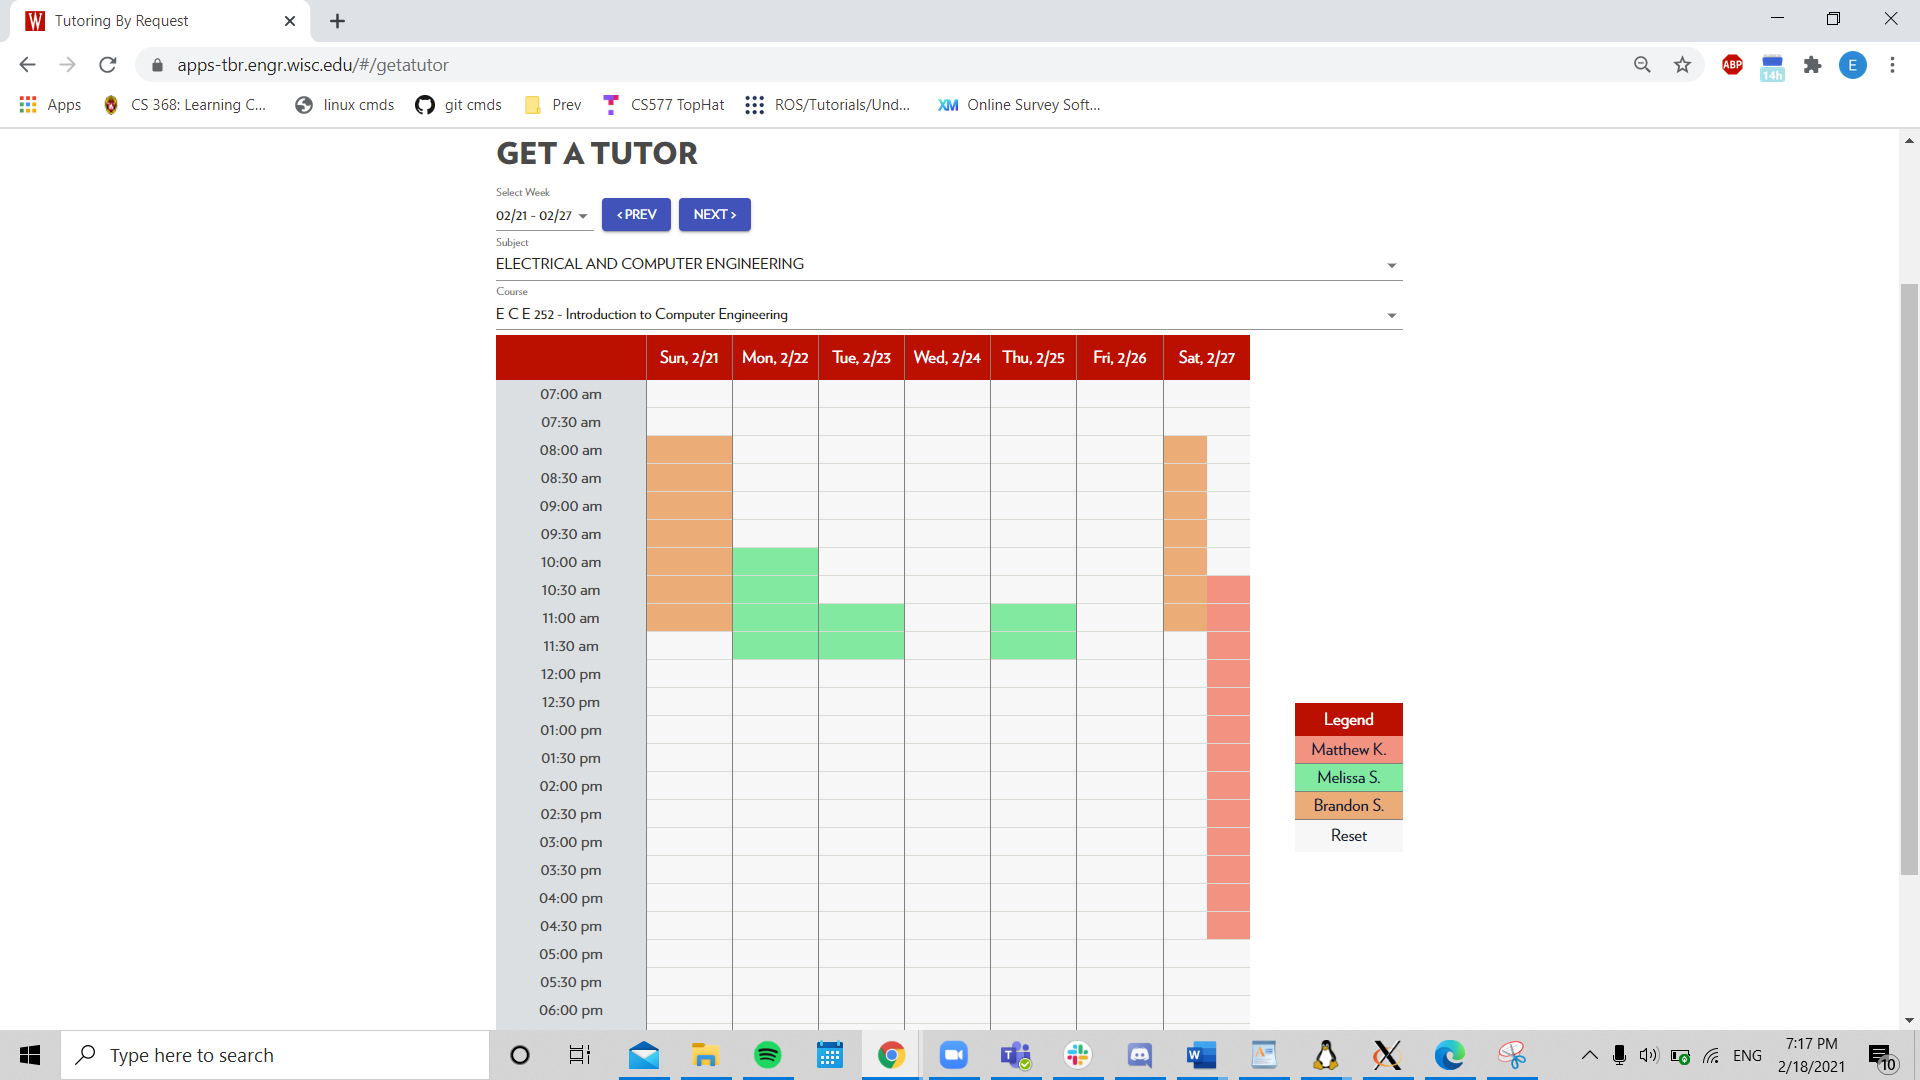 Tutoring By Request
apps-tbr.engr.wisc.edu/#/getatutor
ABP
14h
E
Apps
CS 368: Learning C...
linux cmds
git cmds
Prev
CS577 TopHat
ROS/Tutorials/Und...
XM Online Survey Soft...
GET A TUTOR
Select Week
02/21 - 02/27
< PREV
NEXT >
Subject
ELECTRICAL AND COMPUTER ENGINEERING
Course
E C E 252 - Introduction to Computer Engineering
Sun, 2/21 Mon, 2/22 Tue, 2/23 Wed, 2/24 Thu, 2/25 Fri, 2/26 Sat, 2/27
07:00 am
07:30 am
08:00 am
08:30 am
09:00 am
09:30 am
10:00 am
10:30 am
11:00 am
11:30 am
12:00 pm
12:30 pm
01:00 pm
01:30 pm
02:00 pm
02:30 pm
03:00 pm
03:30 pm
04:00 pm
04:30 pm
05:00 pm
05:30 pm
06:00 pm
Legend
Matthew K.
Melissa S.
Brandon S.
Reset
Type here to search
ENG
7:17 PM
2/18/2021
10